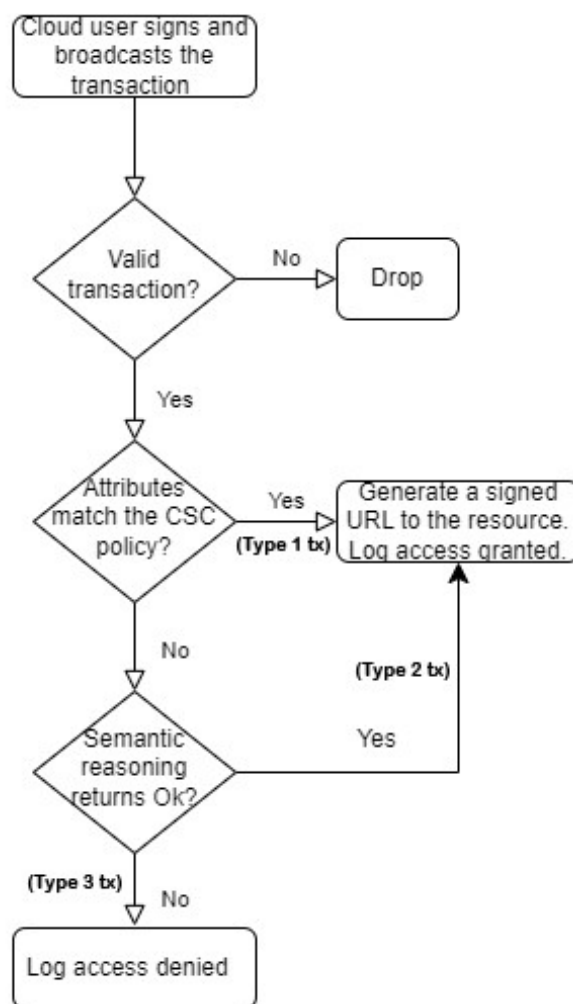 Cloud user signs and
broadcasts the
transaction
Valid
transaction?
No
Drop
Yes
Attributes
match the CSC
policy?
Yes
(Type 1 tx)
Generate a signed
URL to the resource.
Log access granted.
No
(Type 2 tx)
Semantic
reasoning
returns Ok?
Yes
(Type 3 tx)
No
Log access denied